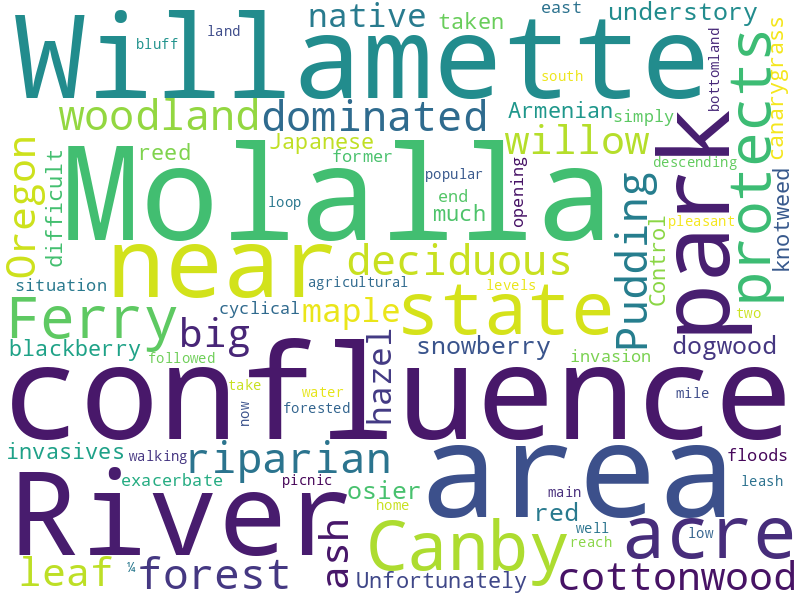 Willamette
native
taken
east
understory
bluff
land
south
bottomland
canarygrass
woodland
dominated
Armenian
simply
willow
park
protects
Oregon
difficult
Molalla
reed
Japanese
former
popular
loop
end
much
opening
descending
knotweed
near
deciduous
Pudding
Control
pleasant
situation
agricultural
levels
state
Ferry
big
cyclical
maple
two
blackberry
followed
snowberry
invasion
dogwood
confluence
hazel
take
water
now
forested
mile
invasives
walking
riparian
area
floods
exacerbate
picnic
osier
home
main
leash
River
ash
Canby
red
well
low
reach
acre
leaf
¼
forest
Unfortunately
cottonwood